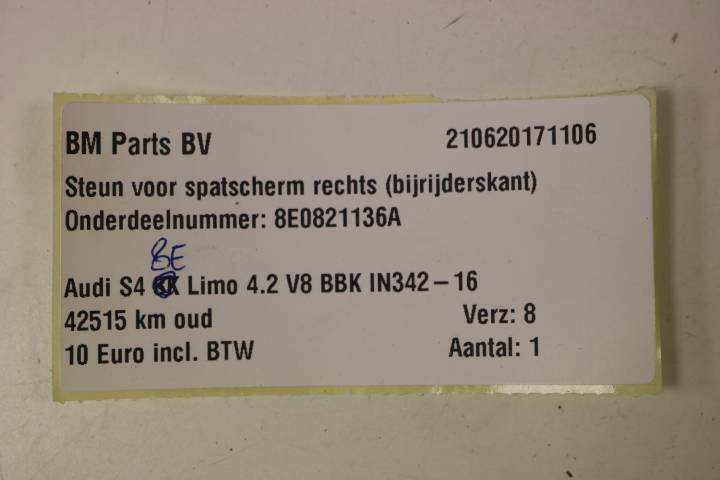 BM Parts BV 210620171106
Steun voor spatscherm rechts (bijrijderskant)
Onderdeelnummer: 8E0821136A
8E
Audi S4 Limo 4.2 V8 BBK IN342 – 16
42515 km oud Verz: 8
10 Euro incl. BTW Aantal: 1